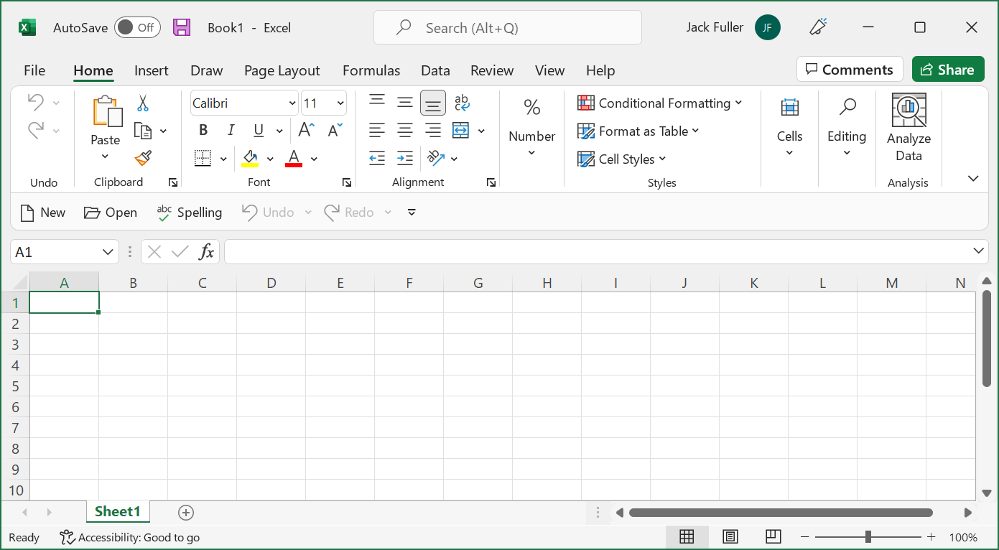 AutoSave Off Book1 - Excel Search (Alt+Q) Jack Fuller JF
File Home Insert Draw Page Layout Formulas Data Review View Help Comments Share
Calibri 11 ab Conditional Formatting
Paste B I U A A Number Format as Table Cells Editing Analyze
Data
A Cell Styles
Undo Clipboard Font Alignment Styles Analysis
New Open abc Spelling Undo Redo
A1 fx
A B C D E F G H I J K L M N
1
2
3
4
5
6
7
8
9
10
Sheet1
Ready Accessibility: Good to go 100%